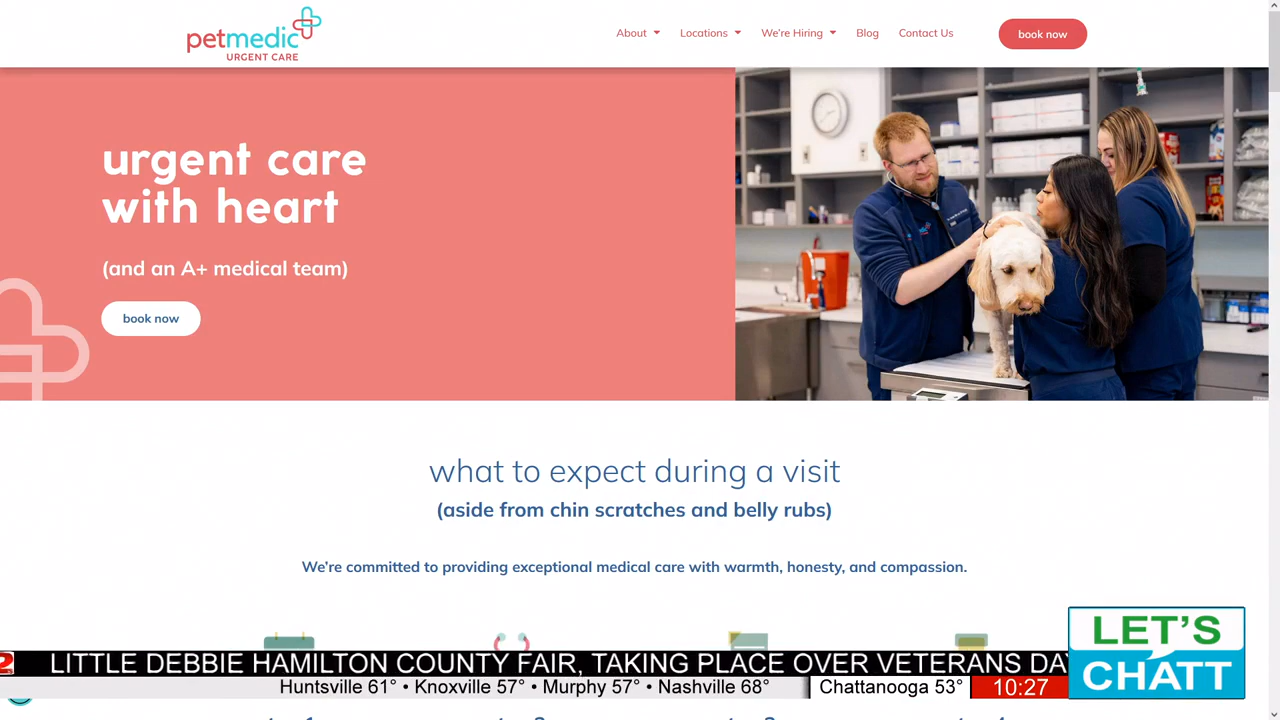 petmedic
URGENT CARE
About
Locations
We're Hiring
Blog
Contact Us
book now
urgent care
with heart
(and an A+ medical team)
book now
what to expect during a visit
(aside from chin scratches and belly rubs)
We're committed to providing exceptional medical care with warmth, honesty, and compassion.
LITTLE DEBBIE HAMILTON COUNTY FAIR, TAKING PLACE OVER VETERANS DAY
Huntsville 61° • Knoxville 57° • Murphy 57° • Nashville 68°
Chattanooga 53°
10:27
LET'S
CHATT